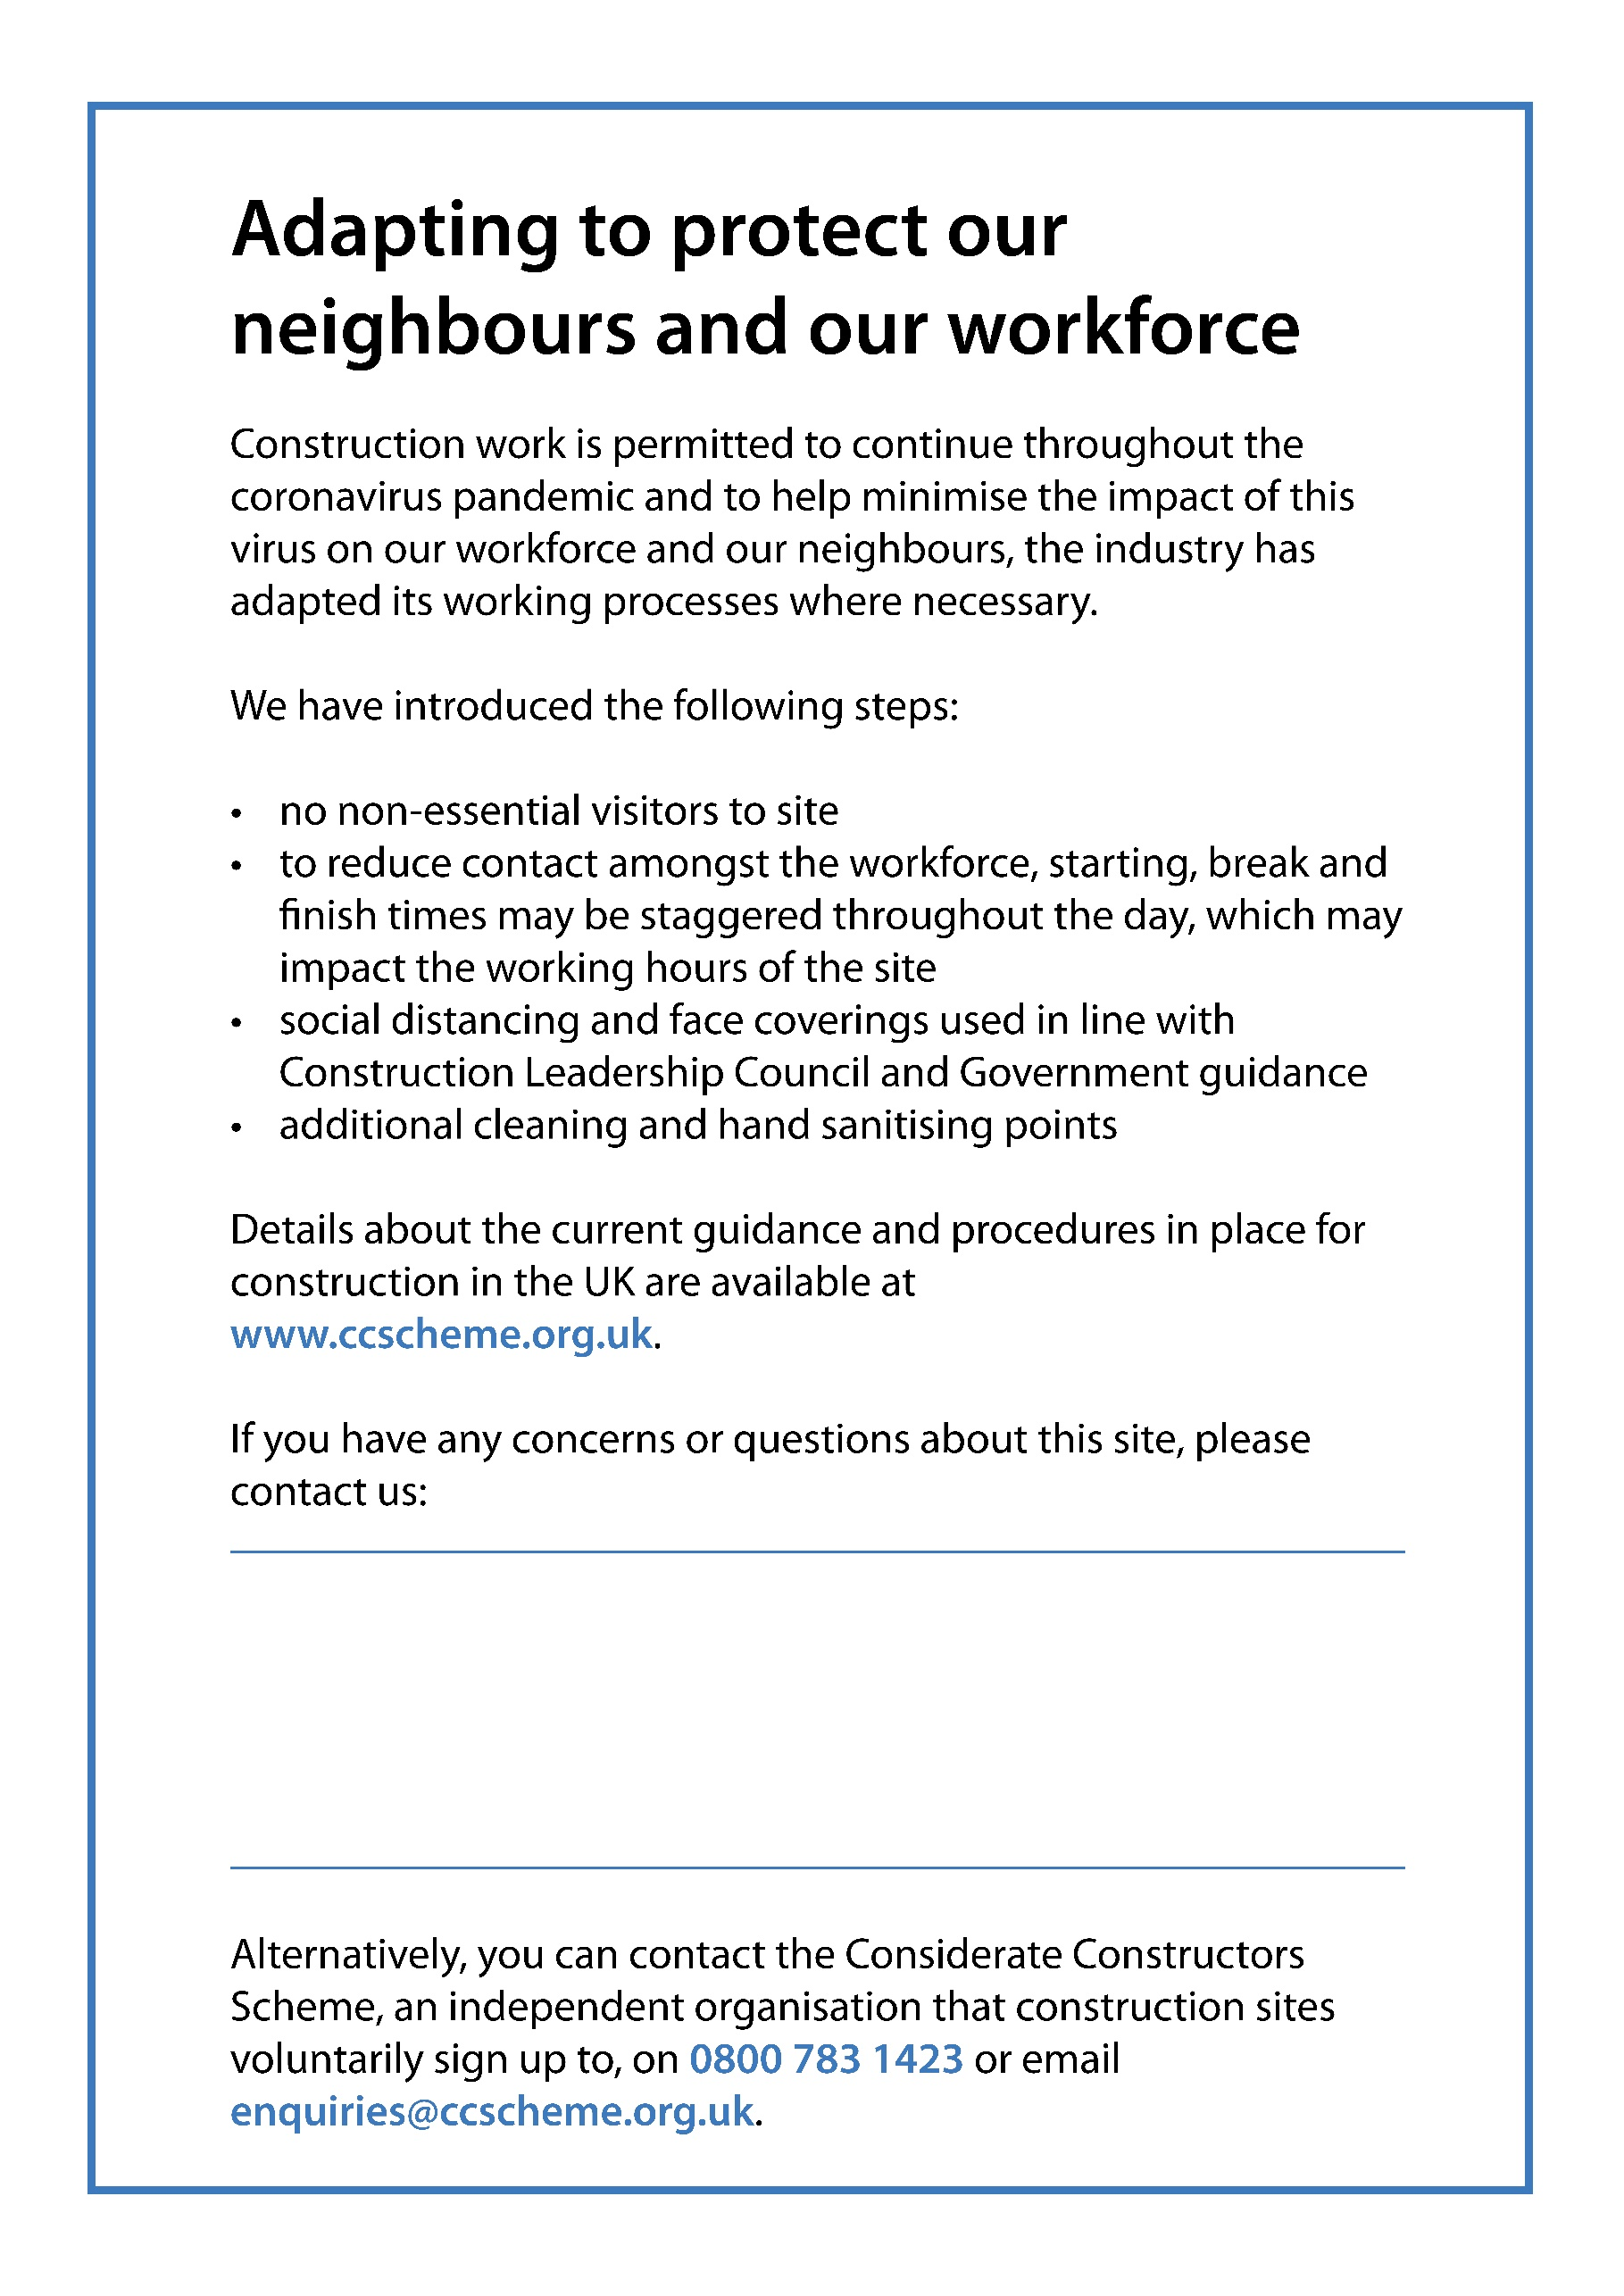 Adapting to protect our
neighbours and our workforce
Construction work is permitted to continue throughout the
coronavirus pandemic and to help minimise the impact of this
virus on our workforce and our neighbours, the industry has
adapted its working processes where necessary.
We have introduced the following steps:
• no non-essential visitors to site
• to reduce contact amongst the workforce, starting, break and
finish times may be staggered throughout the day, which may
impact the working hours of the site
• social distancing and face coverings used in line with
Construction Leadership Council and Government guidance
• additional cleaning and hand sanitising points
Details about the current guidance and procedures in place for
construction in the UK are available at
www.ccscheme.org.uk.
If you have any concerns or questions about this site, please
contact us:
Alternatively, you can contact the Considerate Constructors
Scheme, an independent organisation that construction sites
voluntarily sign up to, on 0800 783 1423 or email
enquiries@ccscheme.org.uk.